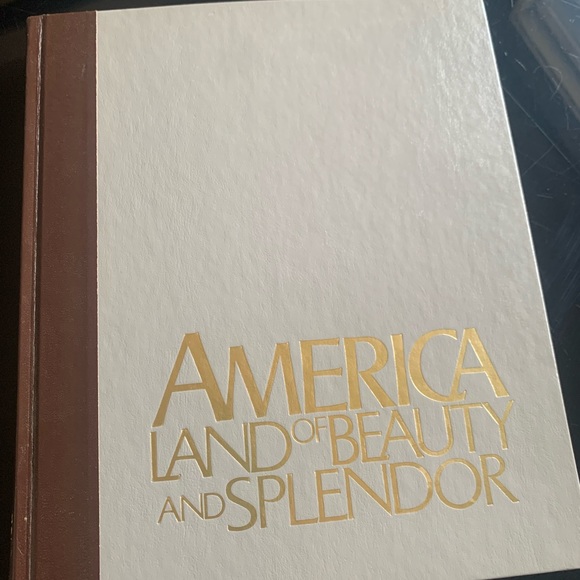 AMERICA
LAND OF BEAUTY
AND SPLENDOR